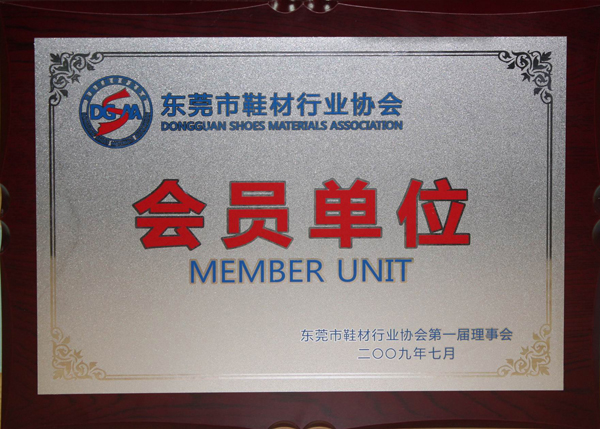 DGSM
东莞市鞋材行业协会
DONGGUAN SHOES MATERIALS ASSOCIATION
会员单位
MEMBER UNIT
东莞市鞋材行业协会第一届理事会
二〇〇九年七月